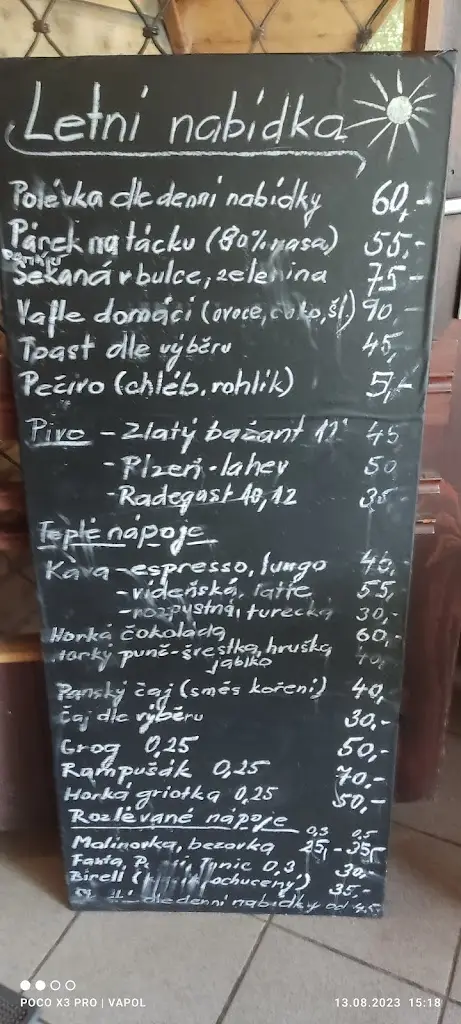 Letní nabídka
Polévka dle denní nabídky 60,-
Párek na tácku (80% masa) 55,-
Sekaná v bulce, zelenina 75,-
Vafle domácí (ovoce, čoko, šl) 90,-
Toast dle výběru 45,-
Pečivo (chléb, rohlík) 5,-
Pivo - Zlatý bažant 11° 45
- Plzeň - lahev 50
- Radegast 10, 12 35
Teplé nápoje
Káva - espresso, lungo 45,-
- vídeňská, latte 55,-
- rozpustná, turecká 30,-
Horká čokoláda 60,-
Horký punč - švestka, hruška
jablko
Panský čaj (směs koření) 40,-
Čaj dle výběru 30,-
Grog 0,25 50,-
Rampušák 0,25 70,-
Horká griotka 0,25 50,-
Rozlévané nápoje
0,3 0,5
Malinovka, bezovka 25,- 35,-
Fanta, Tonic 0,3 30,-
Birell ( ochucený) 35,-
dle denní nabídky od 45,-
POCO X3 PRO | VAPOL
13.08.2023 15:18